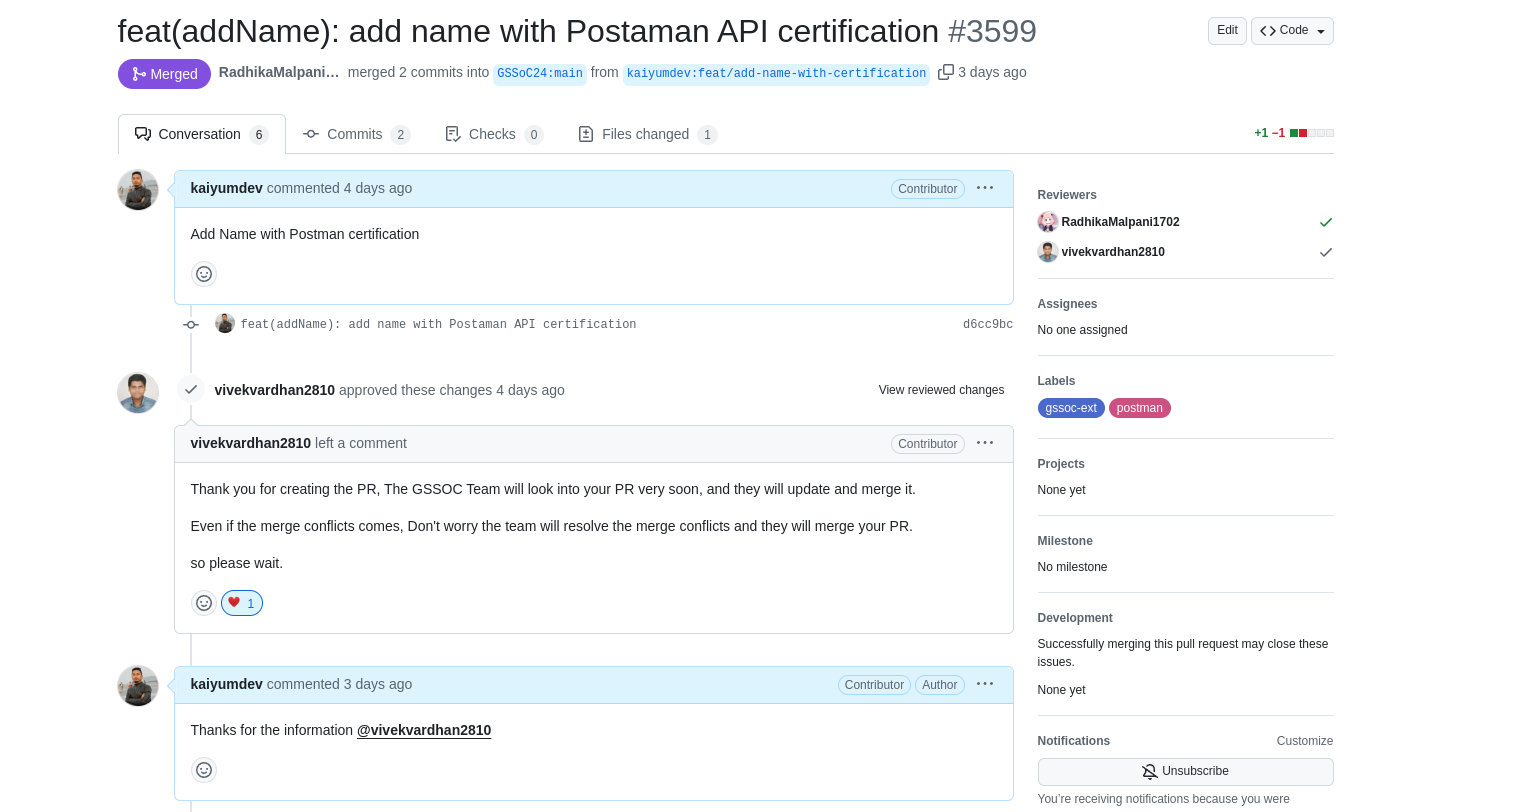 feat(addName): add name with Postaman API certification #3599
Edit
Code
Merged
RadhikaMalpani… merged 2 commits into GSSoC24:main from kaiyumdev:feat/add-name-with-certification 3 days ago
Conversation 6
Commits 2
Checks 0
Files changed 1
+1 −1
kaiyumdev commented 4 days ago
Contributor
Add Name with Postman certification
feat(addName): add name with Postaman API certification
d6cc9bc
vivekvardhan2810 approved these changes 4 days ago
View reviewed changes
vivekvardhan2810 left a comment
Contributor
Thank you for creating the PR, The GSSOC Team will look into your PR very soon, and they will update and merge it.
Even if the merge conflicts comes, Don't worry the team will resolve the merge conflicts and they will merge your PR.
so please wait.
1
kaiyumdev commented 3 days ago
Contributor
Author
Thanks for the information @vivekvardhan2810
Reviewers
RadhikaMalpani1702
vivekvardhan2810
Assignees
No one assigned
Labels
gssoc-ext
postman
Projects
None yet
Milestone
No milestone
Development
Successfully merging this pull request may close these
issues.
None yet
Notifications
Customize
Unsubscribe
You're receiving notifications because you were